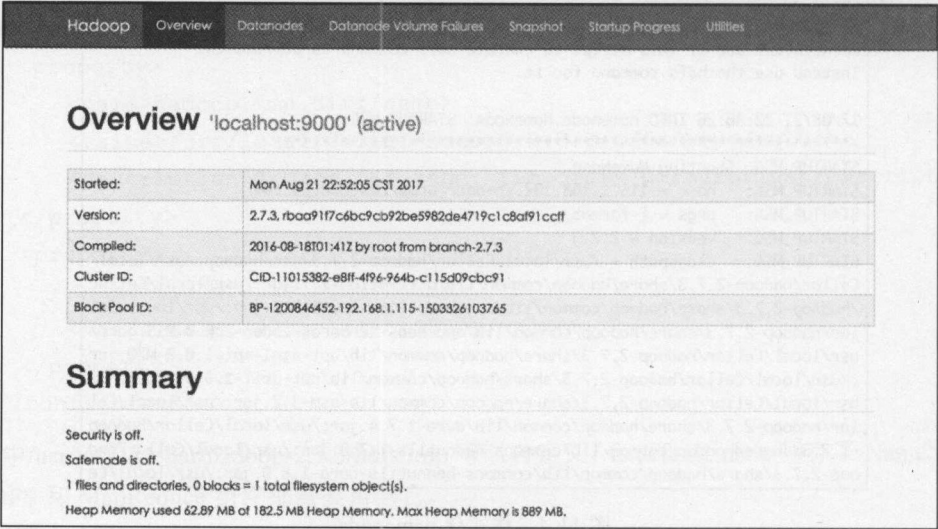 Hadoop Overview Datanodes Datanode Volume Failures Snapshot Startup Progress Utilities
Overview 'localhost:9000' (active)
Started: Mon Aug 21 22:52:05 CST 2017
Version: 2.7.3, rbaa91f7c6bc9cb92be5982de4719c1c8af91ccff
Compiled: 2016-08-18T01:41Z by root from branch-2.7.3
Cluster ID: CID-11015382-e8ff-4f96-964b-c115d09cbc91
Block Pool ID: BP-1200846452-192.168.1.115-1503326103765
Summary
Security is off.
Safemode is off.
1 files and directories, 0 blocks = 1 total filesystem object(s).
Heap Memory used 62.89 MB of 182.5 MB Heap Memory. Max Heap Memory is 889 MB.